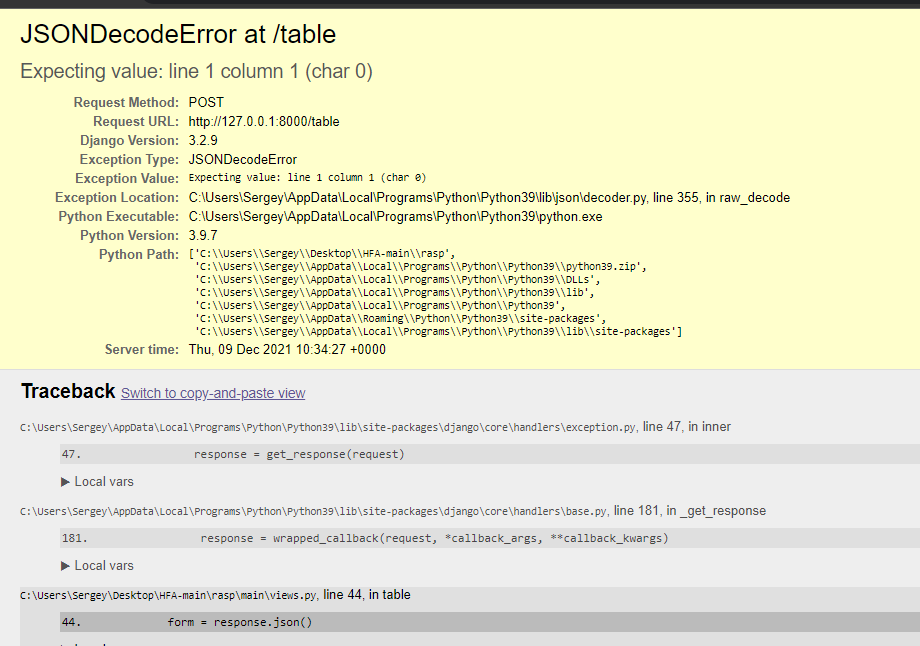 JSONDecodeError at /table
Expecting value: line 1 column 1 (char 0)
Request Method: POST
Request URL: http://127.0.0.1:8000/table
Django Version: 3.2.9
Exception Type: JSONDecodeError
Exception Value: Expecting value: line 1 column 1 (char 0)
Exception Location: C:\Users\Sergey\AppData\Local\Programs\Python\Python39\lib\json\decoder.py, line 355, in raw_decode
Python Executable: C:\Users\Sergey\AppData\Local\Programs\Python\Python39\python.exe
Python Version: 3.9.7
Python Path: ['C:\\Users\\Sergey\\Desktop\\HFA-main\\rasp',
'C:\\Users\\Sergey\\AppData\\Local\\Programs\\Python\\Python39\\python39.zip',
'C:\\Users\\Sergey\\AppData\\Local\\Programs\\Python\\Python39\\DLLs',
'C:\\Users\\Sergey\\AppData\\Local\\Programs\\Python\\Python39\\lib',
'C:\\Users\\Sergey\\AppData\\Local\\Programs\\Python\\Python39',
'C:\\Users\\Sergey\\AppData\\Roaming\\Python\\Python39\\site-packages',
'C:\\Users\\Sergey\\AppData\\Local\\Programs\\Python\\Python39\\lib\\site-packages']
Server time: Thu, 09 Dec 2021 10:34:27 +0000
Traceback Switch to copy-and-paste view
C:\Users\Sergey\AppData\Local\Programs\Python\Python39\lib\site-packages\django\core\handlers\exception.py, line 47, in inner
47. response = get_response(request)
▶ Local vars
C:\Users\Sergey\AppData\Local\Programs\Python\Python39\lib\site-packages\django\core\handlers\base.py, line 181, in _get_response
181. response = wrapped_callback(request, *callback_args, **callback_kwargs)
▶ Local vars
C:\Users\Sergey\Desktop\HFA-main\rasp\main\views.py, line 44, in table
44. form = response.json()